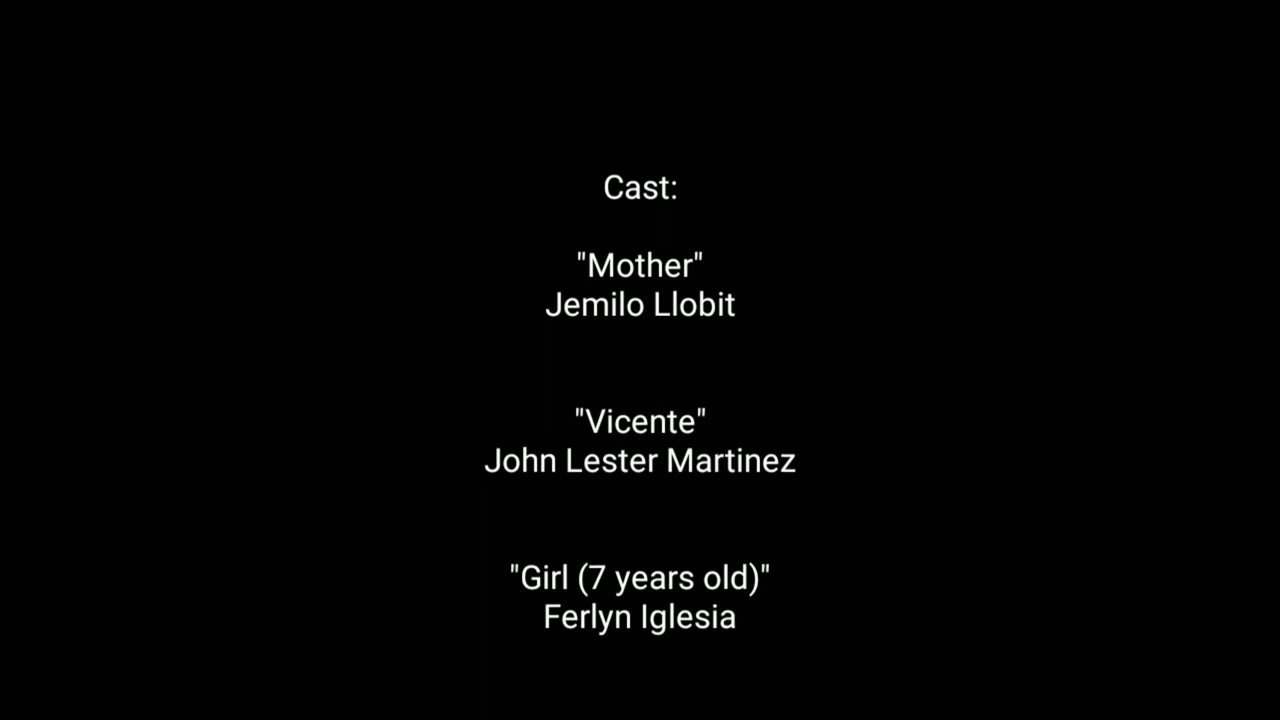 Cast:
"Mother"
Jemilo Llobit
"Vicente"
John Lester Martinez
"Girl (7 years old)"
Ferlyn Iglesia